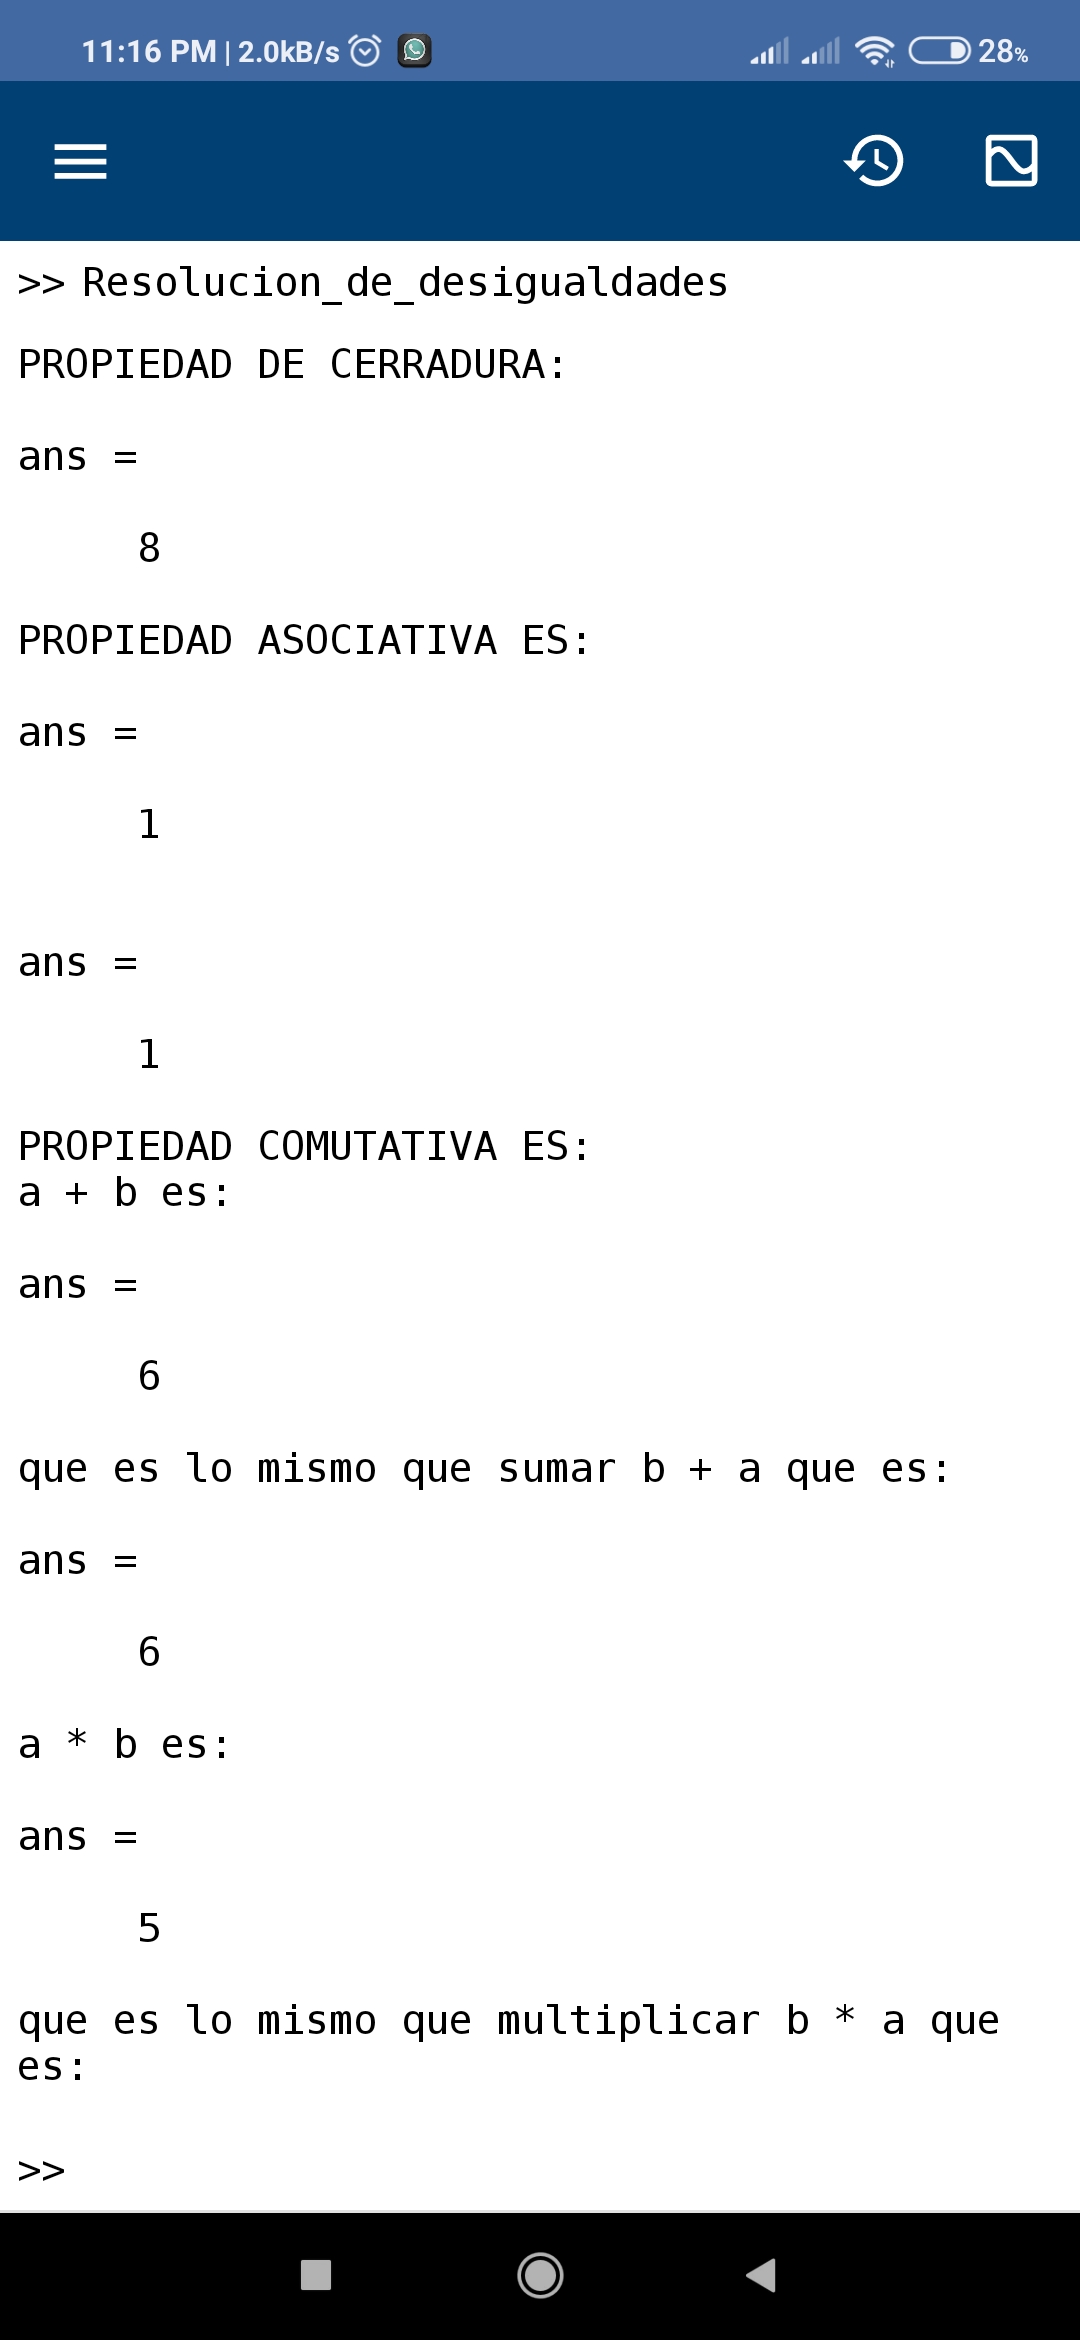 11:16 PM | 2.0kB/s 28%
>> Resolucion_de_desigualdades
PROPIEDAD DE CERRADURA:
ans =
8
PROPIEDAD ASOCIATIVA ES:
ans =
1
ans =
1
PROPIEDAD COMUTATIVA ES:
a + b es:
ans =
6
que es lo mismo que sumar b + a que es:
ans =
6
a * b es:
ans =
5
que es lo mismo que multiplicar b * a que
es:
>>